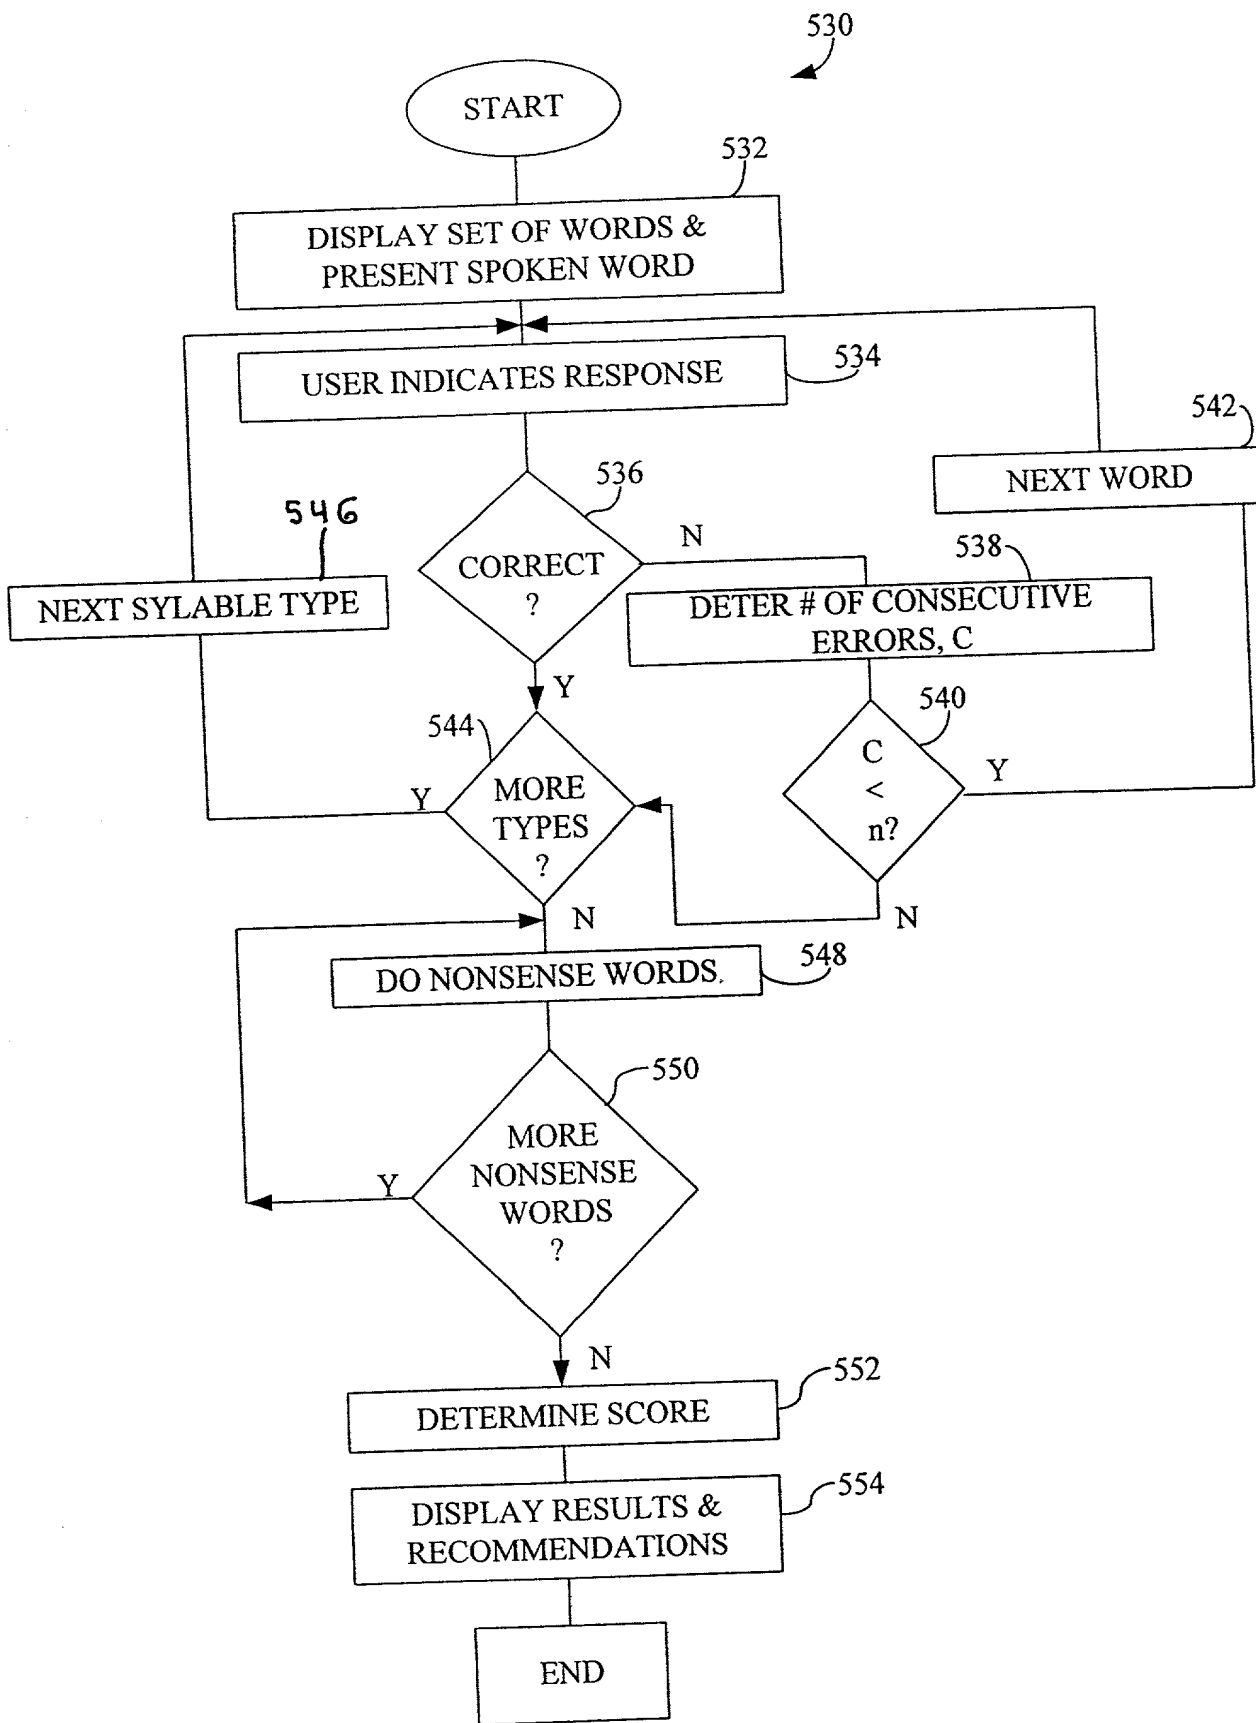 530
START
532
DISPLAY SET OF WORDS &
PRESENT SPOKEN WORD
USER INDICATES RESPONSE
534
542
NEXT WORD
536
CORRECT
?
N
Y
546
NEXT SYLABLE TYPE
538
DETER # OF CONSECUTIVE
ERRORS, C
540
C
<
n?
Y
N
544
MORE
TYPES
?
Y
N
DO NONSENSE WORDS.
548
550
MORE
NONSENSE
WORDS
?
Y
N
552
DETERMINE SCORE
554
DISPLAY RESULTS &
RECOMMENDATIONS
END